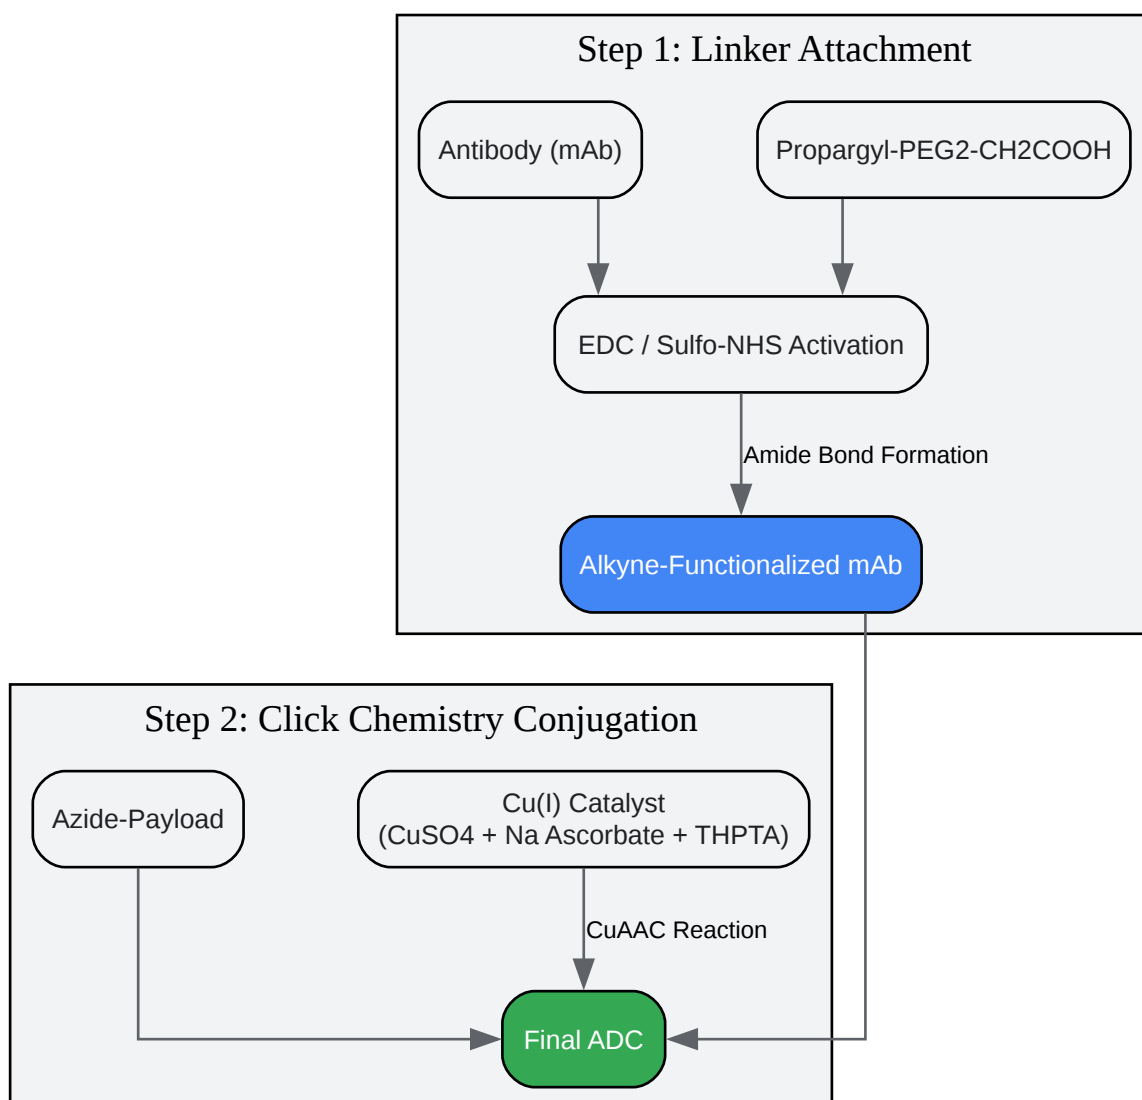 Step 1: Linker Attachment
Antibody (mAb)
Propargyl-PEG2-CH2COOH
EDC / Sulfo-NHS Activation
Amide Bond Formation
Alkyne-Functionalized mAb
Step 2: Click Chemistry Conjugation
Azide-Payload
Cu(I) Catalyst
(CuSO4 + Na Ascorbate + THPTA)
CuAAC Reaction
Final ADC